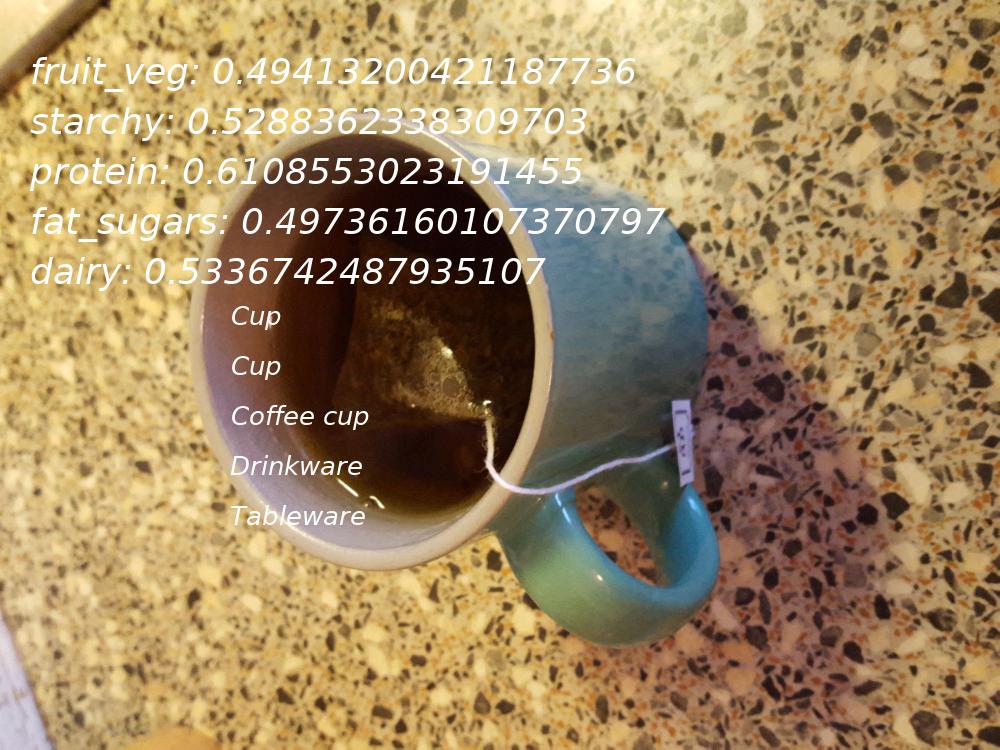 fruit_veg: 0.49413200421187736
starchy: 0.5288362338309703
protein: 0.6108553023191455
fat_sugars: 0.49736160107370797
dairy: 0.5336742487935107
Cup
Cup
Coffee cup
Drinkware
Tableware